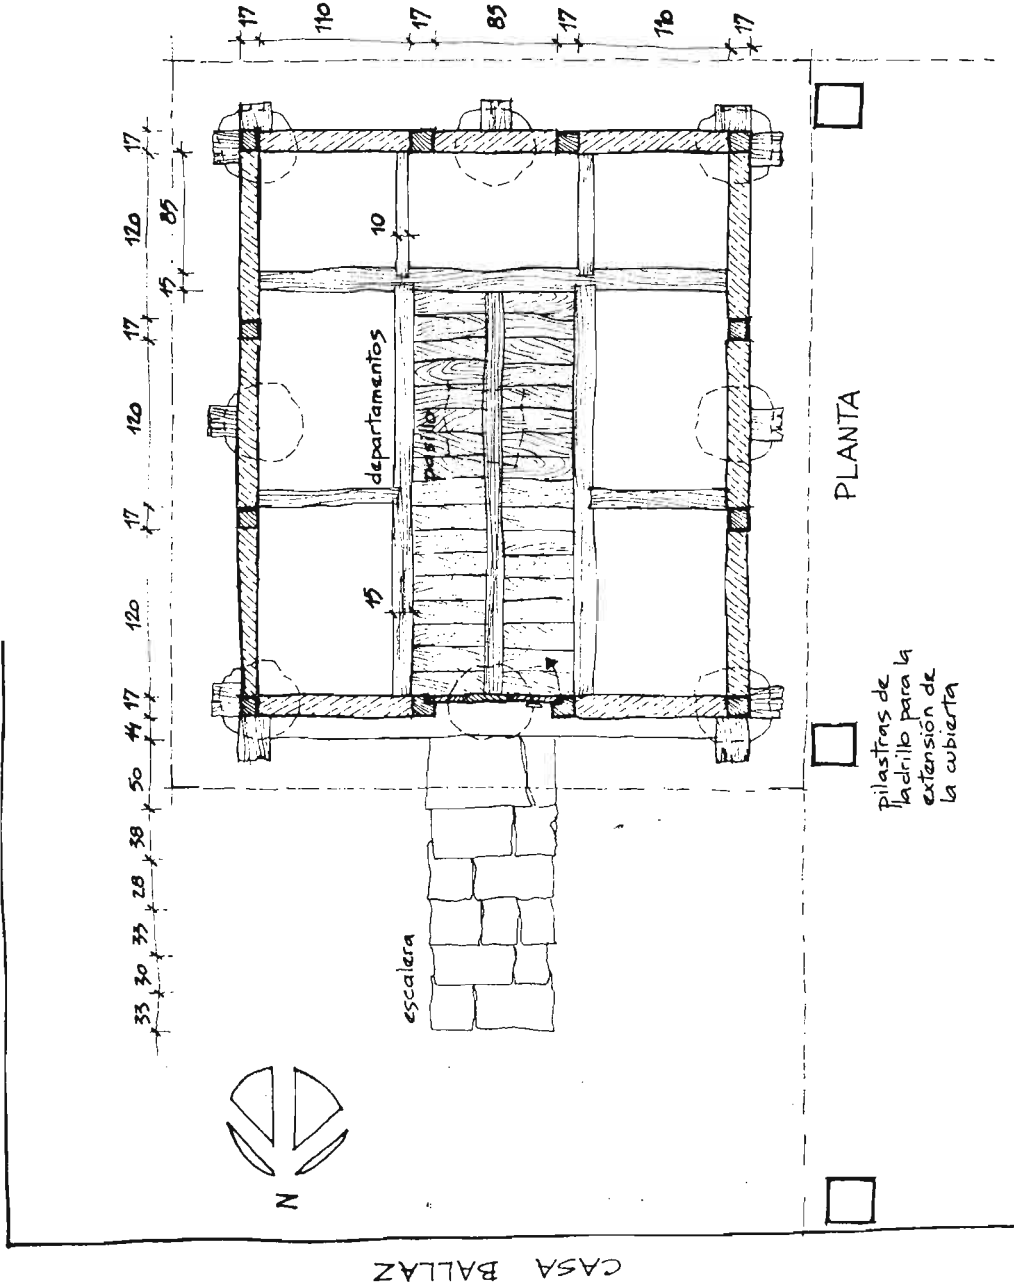 17
110
17
85
17
110
17
17
120
85
15
17
120
17
120
17
44
50
38
28
33
30
33
10
15
departamentos
pasillo
escalera
PLANTA
pilastras de
ladrillo para la
extensión de
la cubierta
N
CASA BALLAZ